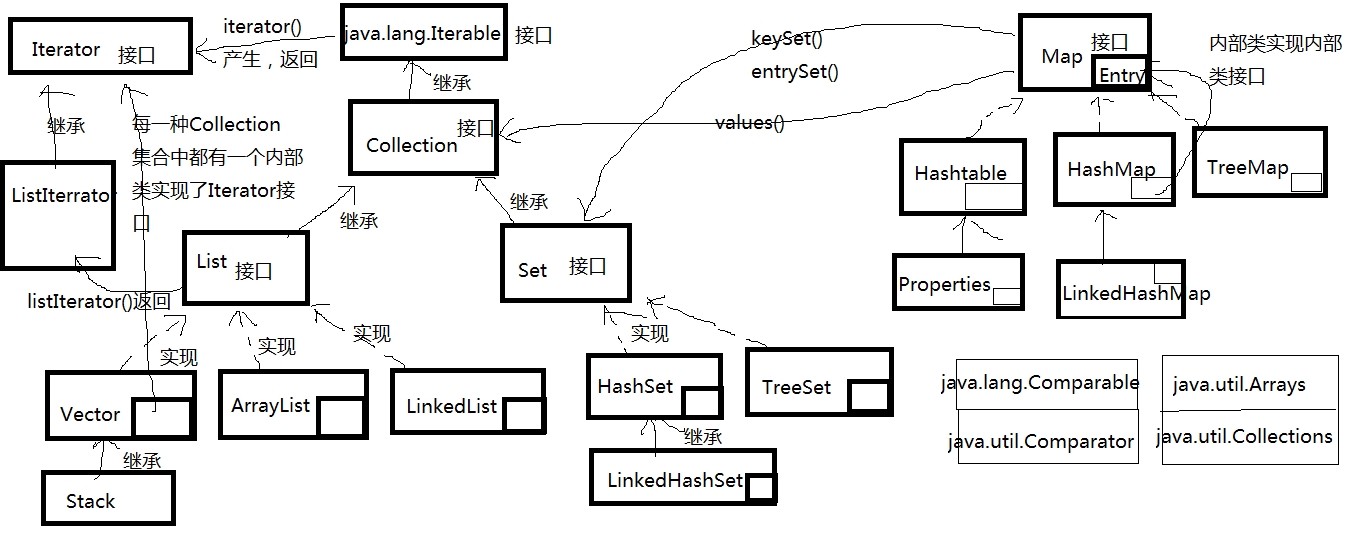 Iterator 接口
iterator()
产生，返回
java.lang.Iterable 接口
继承
Collection 接口
keySet()
entrySet()
values()
Map 接口
Entry
内部类实现内部
类接口
继承
每一种Collection
集合中都有一个内部
类实现了Iterator接
口
ListIterrator
listIterator()返回
List 接口
继承
Set 接口
继承
Hashtable
HashMap
TreeMap
Properties
LinkedHashMap
实现
实现
实现
实现
Vector
ArrayList
LinkedList
HashSet
TreeSet
继承
Stack
继承
LinkedHashSet
java.lang.Comparable
java.util.Comparator
java.util.Arrays
java.util.Collections